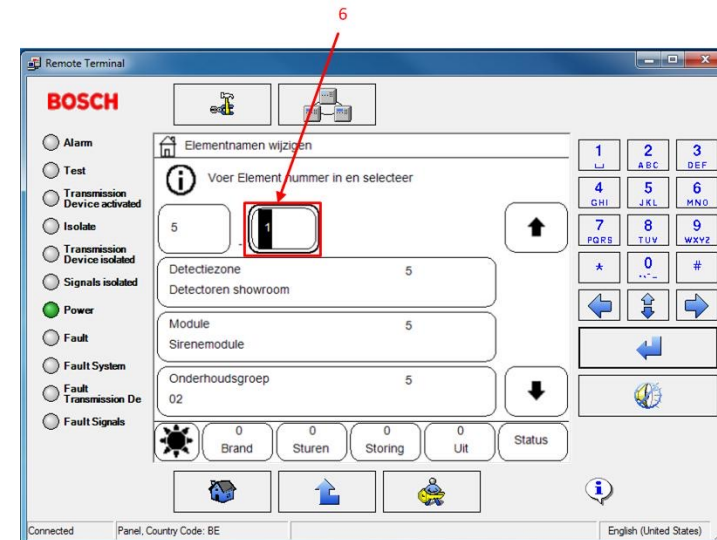 6
Remote Terminal
BOSCH
Alarm
Test
Transmission
Device activated
Isolate
Transmission
Device isolated
Signals isolated
Power
Fault
Fault System
Fault
Transmission De
Fault Signals
Elementnamen wijzigen
Voer Element nummer in en selecteer
5 - 1
Detectiezone 5
Detectoren showroom
Module 5
Sirenemodule
Onderhoudsgroep 5
02
0 0 0 0
Brand Sturen Storing Uit Status
1 2 3
ABC DEF
4 5 6
GHI JKL MNO
7 8 9
PQRS TUV WXYZ
* 0 #
Connected Panel, Country Code: BE English (United States)